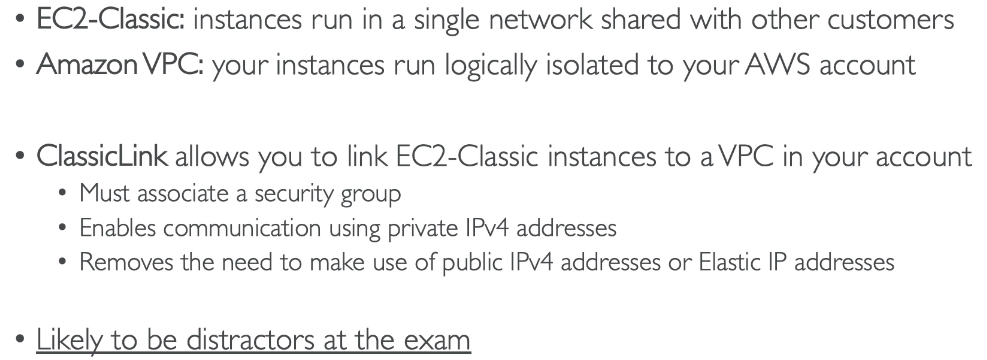 • EC2-Classic: instances run in a single network shared with other customers
• Amazon VPC: your instances run logically isolated to your AWS account
• ClassicLink allows you to link EC2-Classic instances to a VPC in your account
• Must associate a security group
• Enables communication using private IPv4 addresses
• Removes the need to make use of public IPv4 addresses or Elastic IP addresses
• Likely to be distractors at the exam